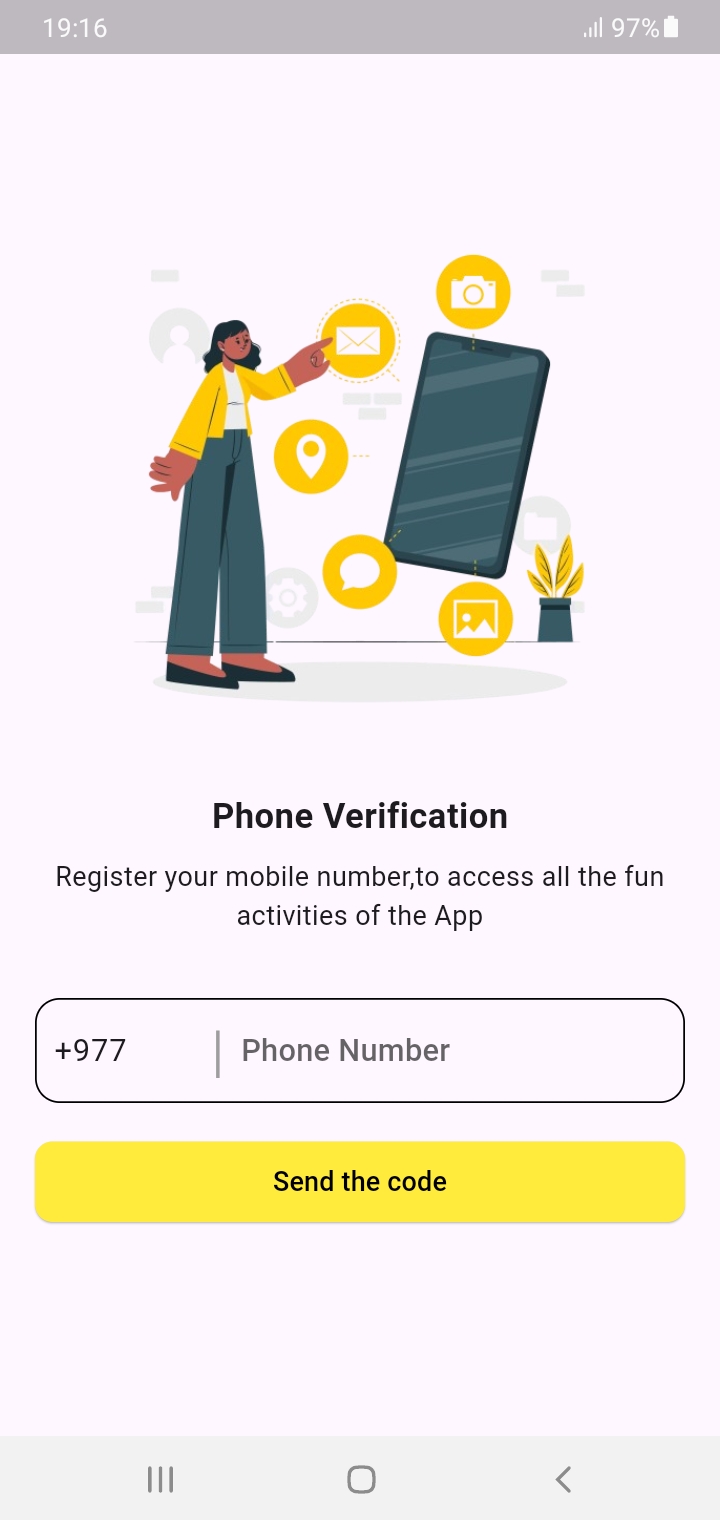 19:16 97%
Phone Verification
Register your mobile number,to access all the fun
activities of the App
+977 Phone Number
Send the code